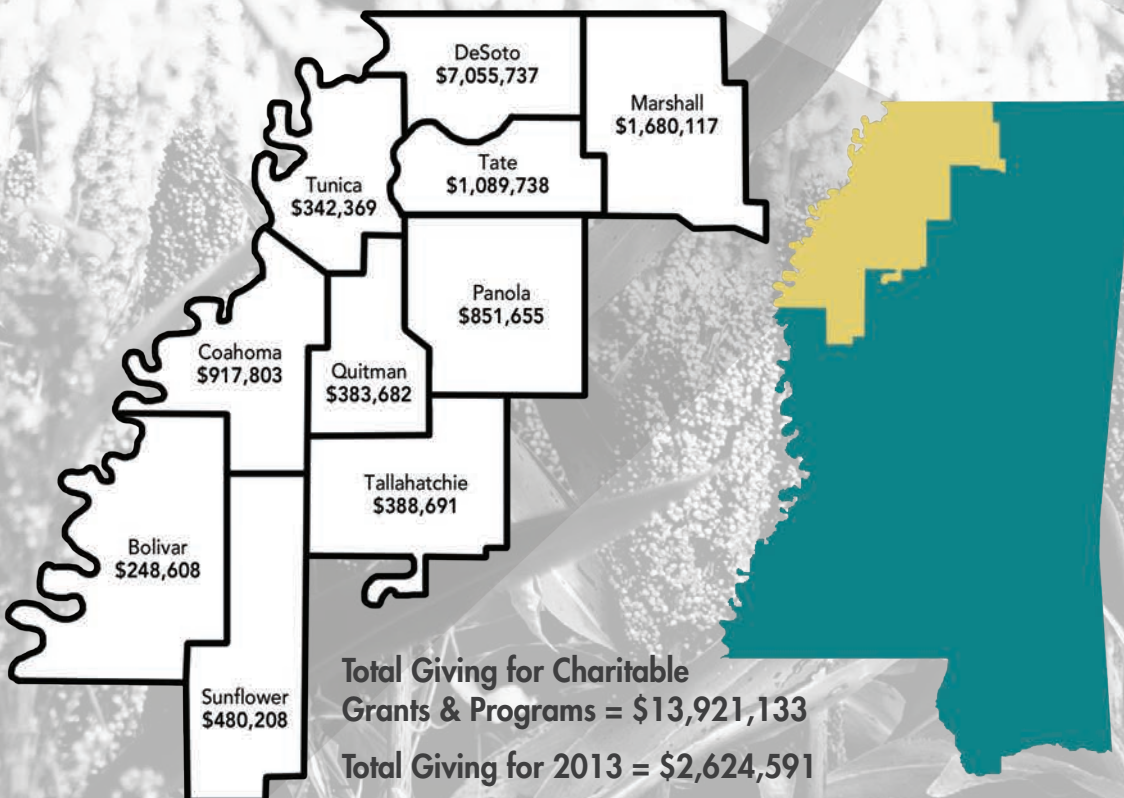 DeSoto
$7,055,737
Marshall
$1,680,117
Tate
$1,089,738
Tunica
$342,369
Panola
$851,655
Coahoma
$917,803
Quitman
$383,682
Tallahatchie
$388,691
Bolivar
$248,608
Sunflower
$480,208
Total Giving for Charitable
Grants & Programs = $13,921,133
Total Giving for 2013 = $2,624,591